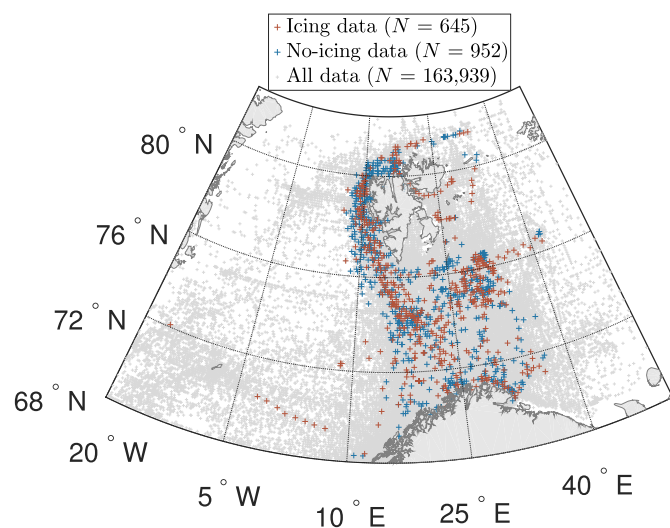 Icing data (N = 645)
No-icing data (N = 952)
All data (N = 163,939)
80 ° N
76 ° N
72 ° N
68 ° N
20 ° W
5 ° W
10 ° E
25 ° E
40 ° E